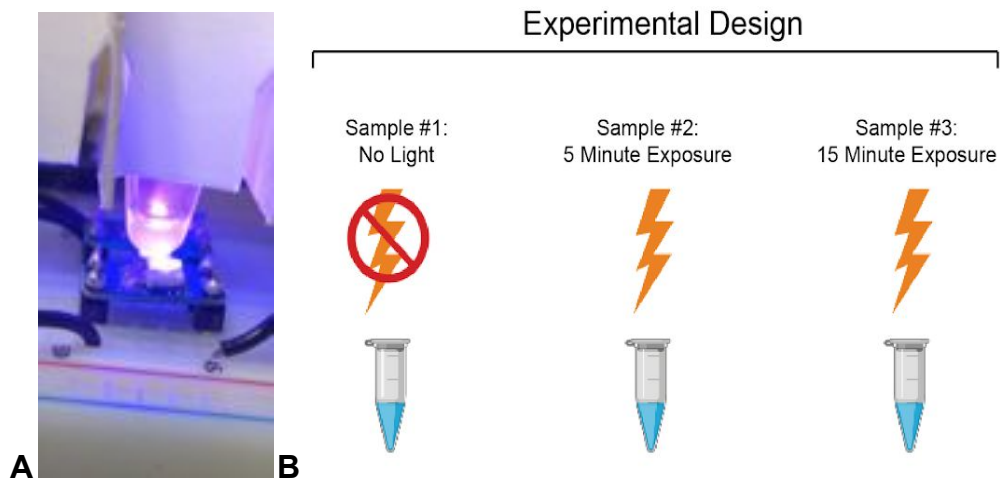 Experimental Design
Sample #1:
No Light
Sample #2:
5 Minute Exposure
Sample #3:
15 Minute Exposure
A
B